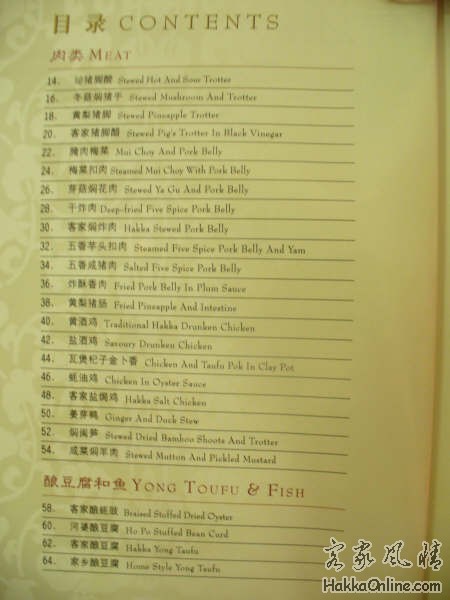 目 录 CONTENTS
肉类 MEAT
14. 猪脚酸 Stewed Hot And Sour Trotter
16. 冬菇焖猪手 Stewed Mushroom And Trotter
18. 黄梨猪脚 Stewed Pineapple Trotter
20. 客家猪脚醋 Stewed Pig's Trotter In Black Vinegar
22. 腌肉梅菜 Mui Choy And Pork Belly
24. 梅菜扣肉 Steamed Mui Choy With Pork Belly
26. 芽菇焖花肉 Stewed Ya Gu And Pork Belly
28. 干炸肉 Deep-fried Five Spice Pork Belly
30. 客家焖炸肉 Hakka Stewed Pork Belly
32. 五香芋头扣肉 Steamed Five Spice Pork Belly And Yam
34. 五香咸猪肉 Salted Five Spice Pork Belly
36. 炸酥香肉 Fried Pork Belly In Plum Sauce
38. 黄梨猪肠 Fried Pineapple And Intestine
40. 黄酒鸡 Traditional Hakka Drunken Chicken
42. 盐酒鸡 Savoury Drunken Chicken
44. 瓦煲杞子金卜香 Chicken And Taufu Pok In Clay Pot
46. 蚝油鸡 Chicken In Oyster Sauce
48. 客家盐焗鸡 Hakka Salt Chicken
50. 姜芽鸭 Ginger And Duck Stew
52. 焖闽笋 Stewed Dried Bamboo Shoots And Trotter
54. 咸菜焖羊肉 Stewed Mutton And Pickled Mustard
酿豆腐和鱼 YONG TOUFU & FISH
58. 客家酿蚝豉 Braised Stuffed Dried Oyster
60. 河婆酿豆腐 Ho Po Stuffed Bean Curd
62. 客家酿豆腐 Hakka Yong Taufu
64. 家乡酿豆腐 Home Style Yong Taufu
客家风情
HakkaOnline.com